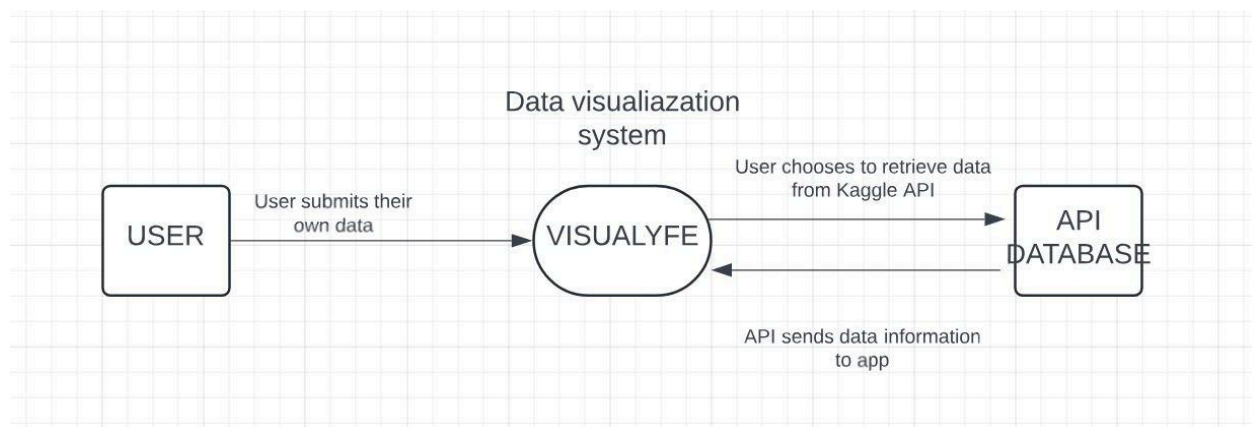 Data visualiazation
system
USER
User submits their
own data
VISUALYFE
User chooses to retrieve data
from Kaggle API
API
DATABASE
API sends data information
to app